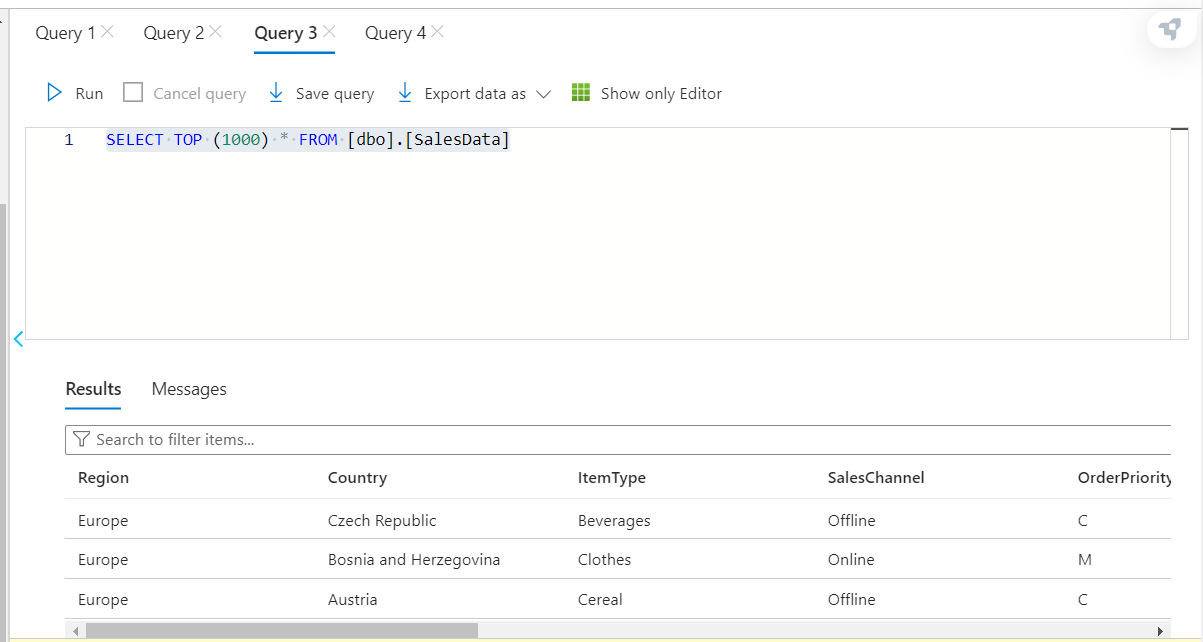 Query 1 Query 2 Query 3 Query 4
Run Cancel query Save query Export data as Show only Editor
1 SELECT TOP (1000) * FROM [dbo].[SalesData]
Results Messages
Search to filter items...
Region Country ItemType SalesChannel OrderPriority
Europe Czech Republic Beverages Offline C
Europe Bosnia and Herzegovina Clothes Online M
Europe Austria Cereal Offline C